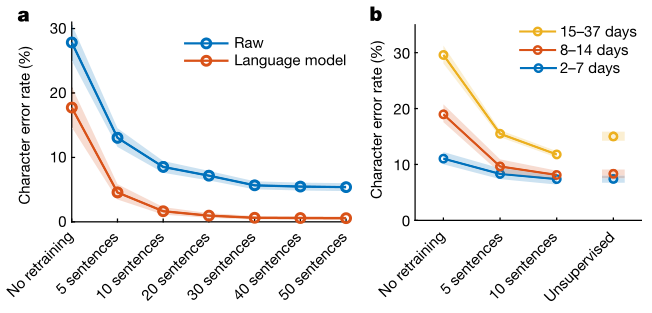 a
Character error rate (%)
30
20
10
0
Raw
Language model
No retraining
5 sentences
10 sentences
20 sentences
30 sentences
40 sentences
50 sentences
b
Character error rate (%)
30
20
10
0
15–37 days
8–14 days
2–7 days
No retraining
5 sentences
10 sentences
Unsupervised